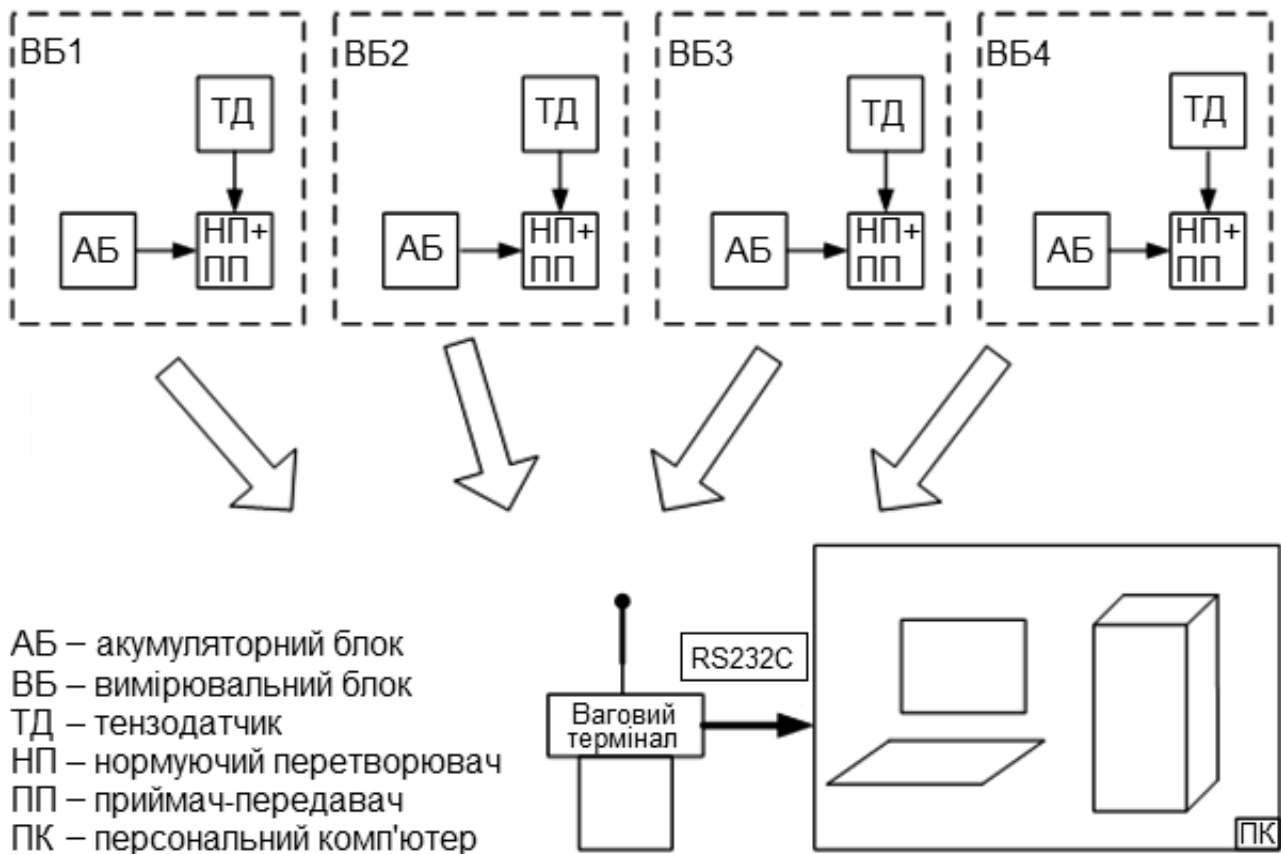 ВБ1
ВБ2
ВБ3
ВБ4
ТД
ТД
ТД
ТД
АБ
НП+
ПП
АБ
НП+
ПП
АБ
НП+
ПП
АБ
НП+
ПП
АБ – акумуляторний блок
ВБ – вимірювальний блок
ТД – тензодатчик
НП – нормуючий перетворювач
ПП – приймач-передавач
ПК – персональний комп'ютер
RS232C
Ваговий
термінал
ПК